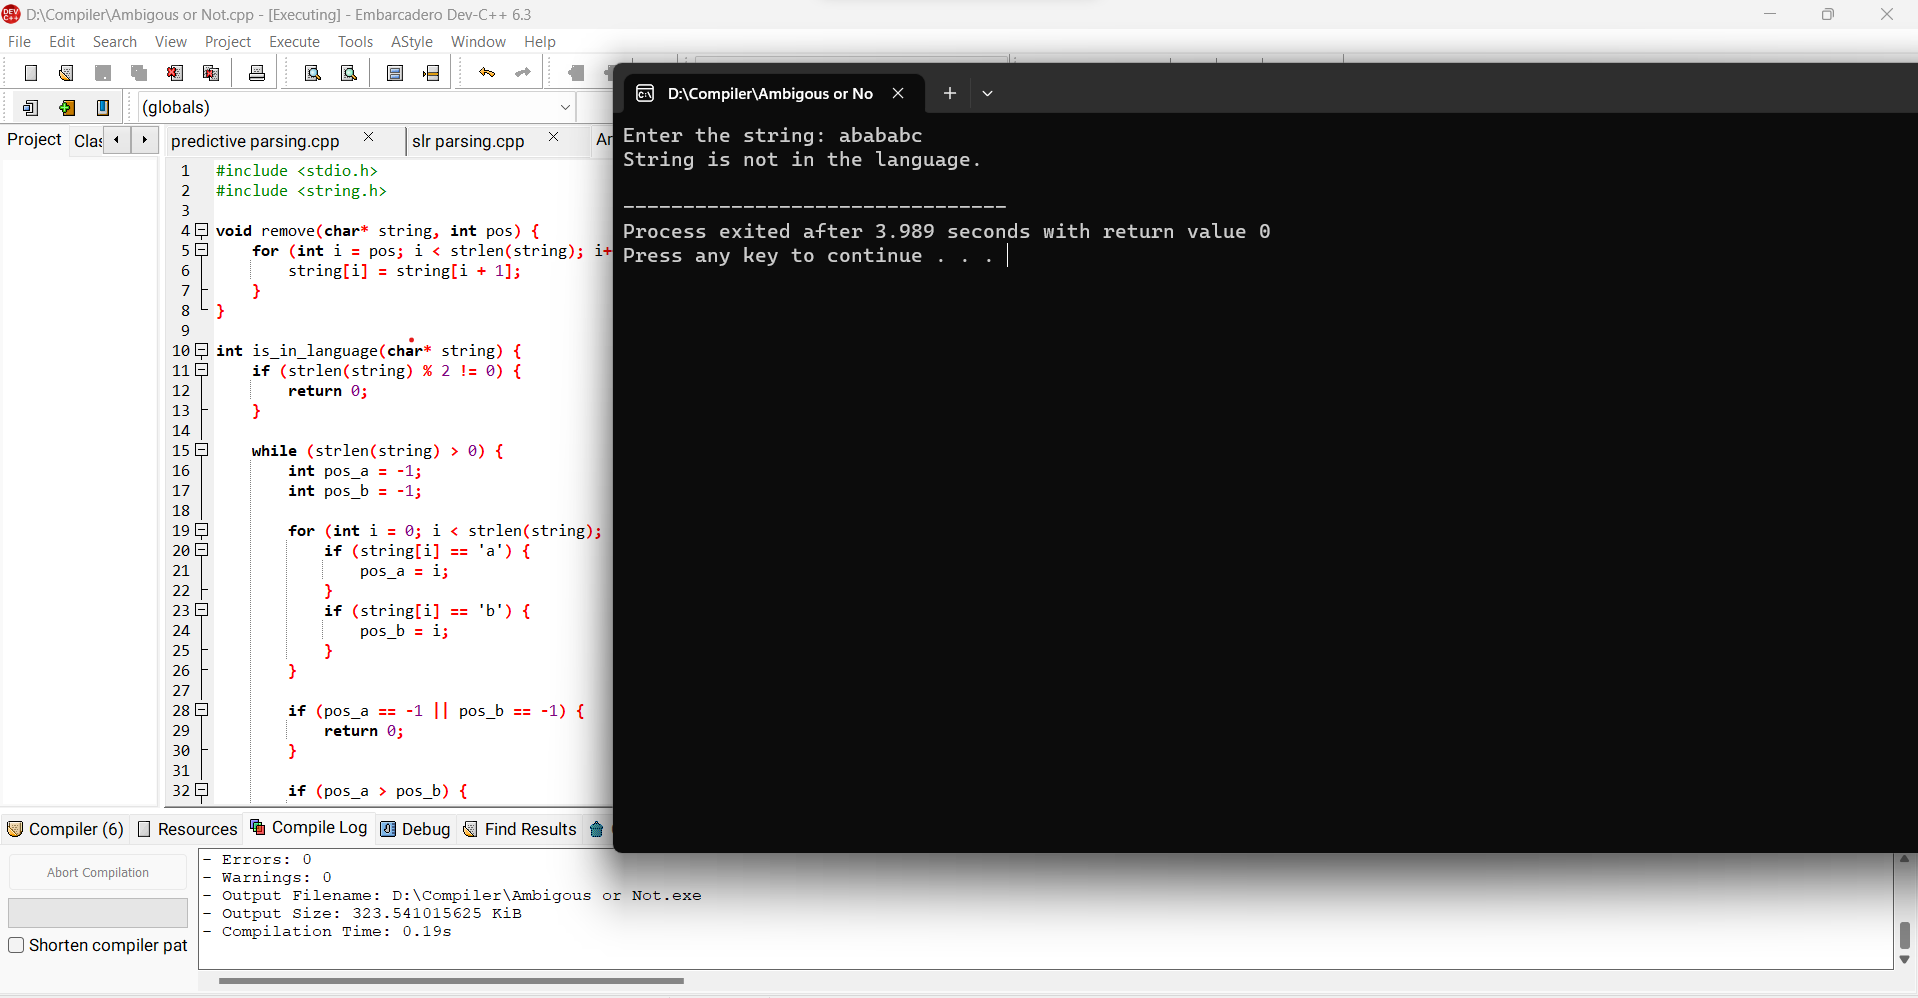 D:\Compiler\Ambigous or Not.cpp - [Executing] - Embarcadero Dev-C++ 6.3
File Edit Search View Project Execute Tools AStyle Window Help
(globals)
Project Clas
predictive parsing.cpp slr parsing.cpp
1 #include <stdio.h>
2 #include <string.h>
3
4 void remove(char* string, int pos) {
5 for (int i = pos; i < strlen(string); i+
6 string[i] = string[i + 1];
7 }
8 }
9
10 int is_in_language(char* string) {
11 if (strlen(string) % 2 != 0) {
12 return 0;
13 }
14
15 while (strlen(string) > 0) {
16 int pos_a = -1;
17 int pos_b = -1;
18
19 for (int i = 0; i < strlen(string);
20 if (string[i] == 'a') {
21 pos_a = i;
22 }
23 if (string[i] == 'b') {
24 pos_b = i;
25 }
26 }
27
28 if (pos_a == -1 || pos_b == -1) {
29 return 0;
30 }
31
32 if (pos_a > pos_b) {
D:\Compiler\Ambigous or No
Enter the string: abababc
String is not in the language.
--------------------------------
Process exited after 3.989 seconds with return value 0
Press any key to continue . . .
Compiler (6) Resources Compile Log Debug Find Results
Abort Compilation
Shorten compiler pat
- Errors: 0
- Warnings: 0
- Output Filename: D:\Compiler\Ambigous or Not.exe
- Output Size: 323.541015625 KiB
- Compilation Time: 0.19s